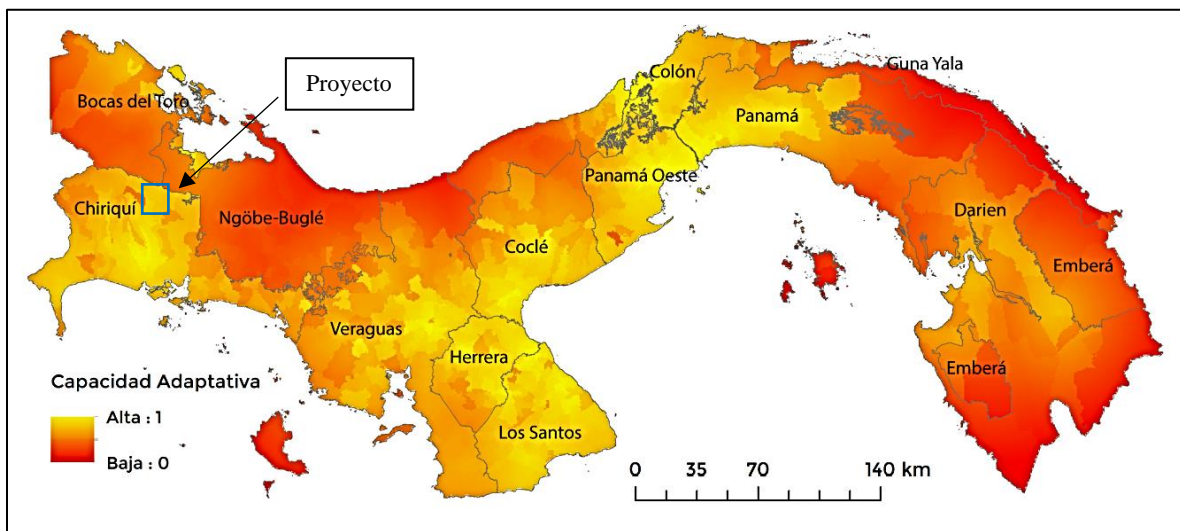 Proyecto
Colón
Guna Yala
Bocas del Toro
Panamá
Panamá Oeste
Chiriquí
Ngöbe-Buglé
Darien
Coclé
Emberá
Veraguas
Herrera
Emberá
Capacidad Adaptativa
Alta : 1
Los Santos
Baja : 0
0 35 70 140 km